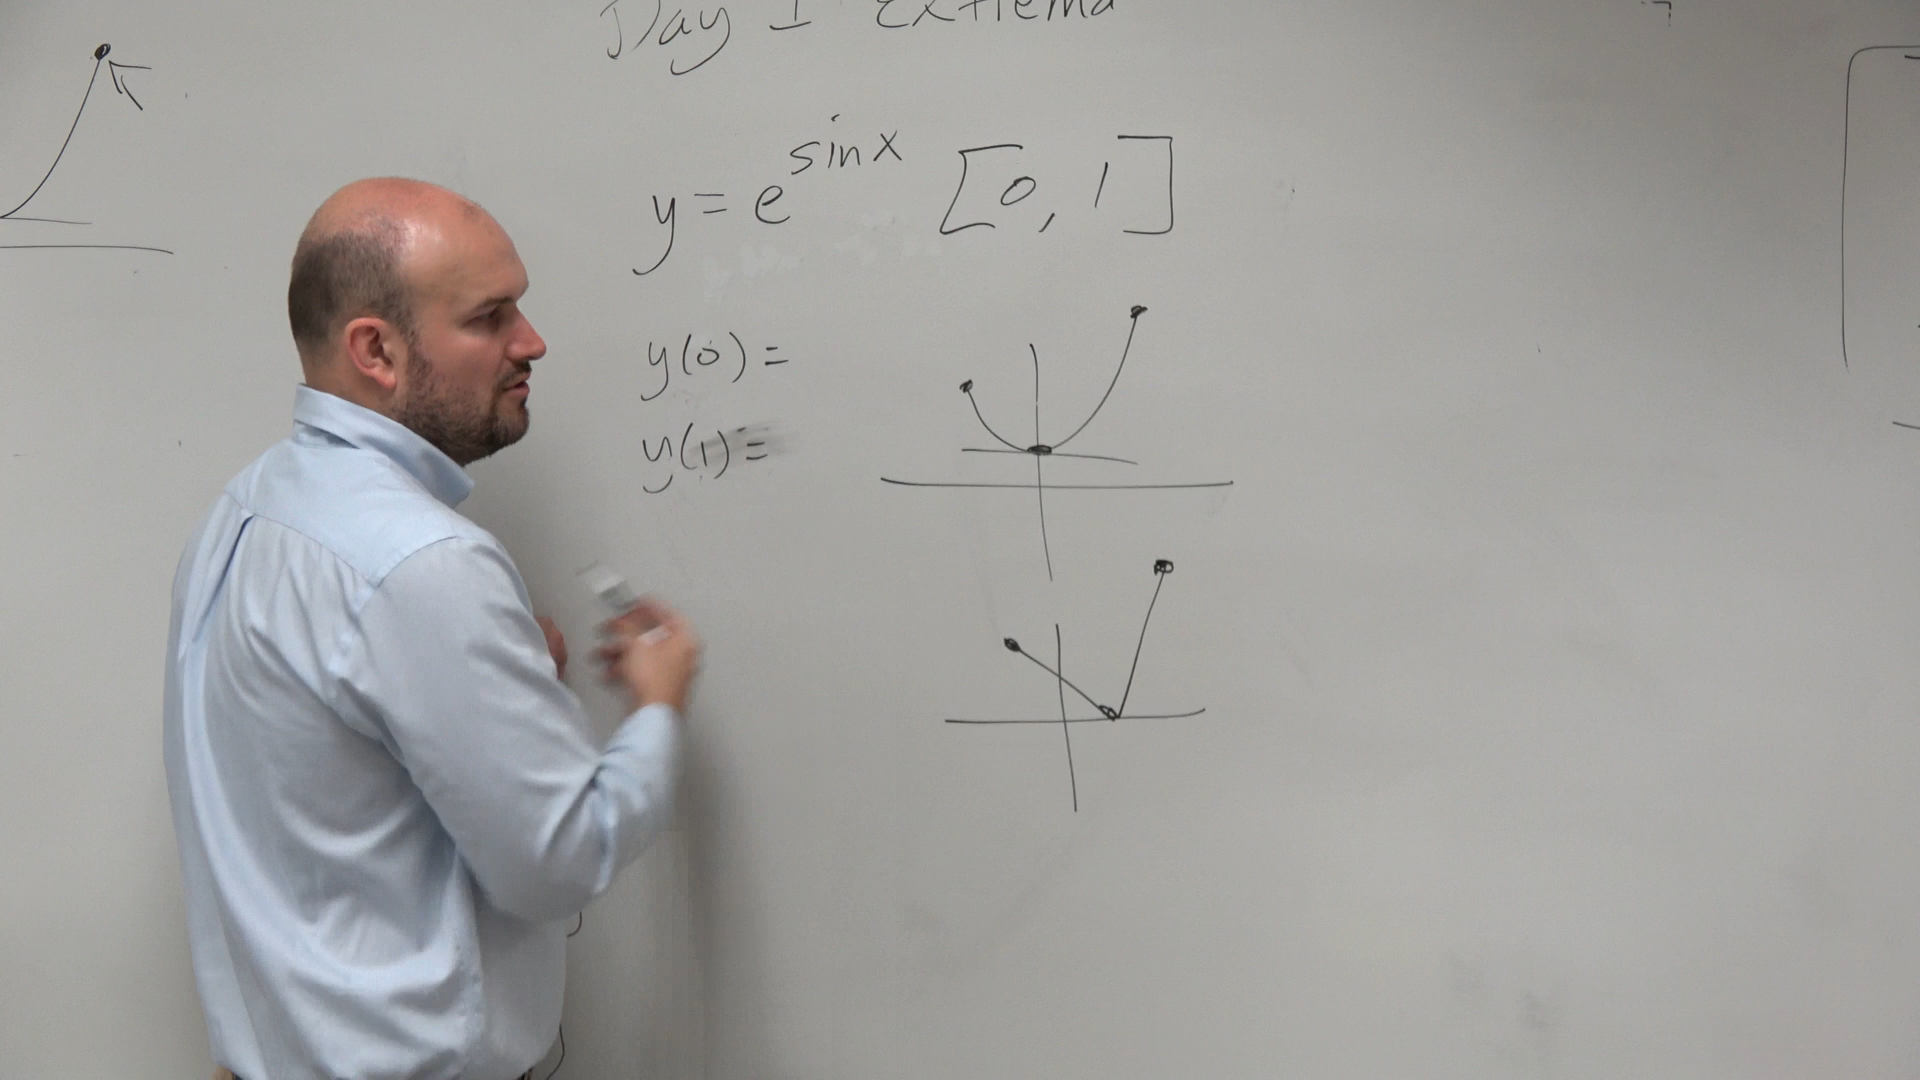 Day 1 Extrema
y = e^sin x [0, 1]
y(0) =
y(1) =